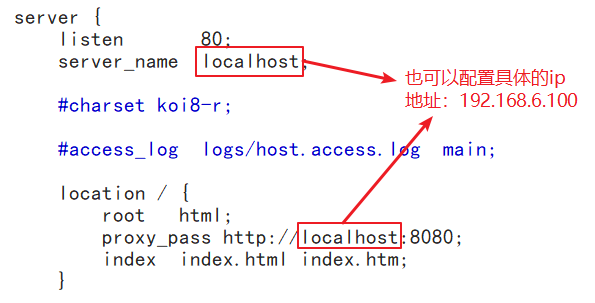 server {
listen 80;
server_name localhost;
#charset koi8-r;
#access_log logs/host.access.log main;
location / {
root html;
proxy_pass http://localhost:8080;
index index.html index.htm;
}
也可以配置具体的ip
地址：192.168.6.100